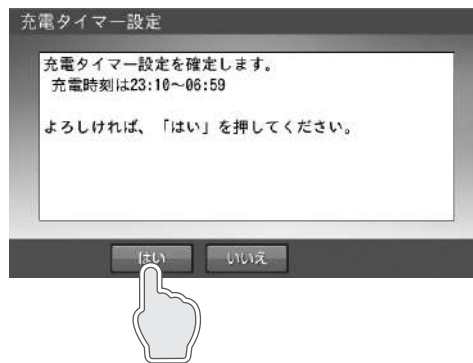 充電タイマー設定
充電タイマー設定を確定します。
充電時刻は23:10～06:59
よろしければ、「はい」を押してください。
はい
いいえ